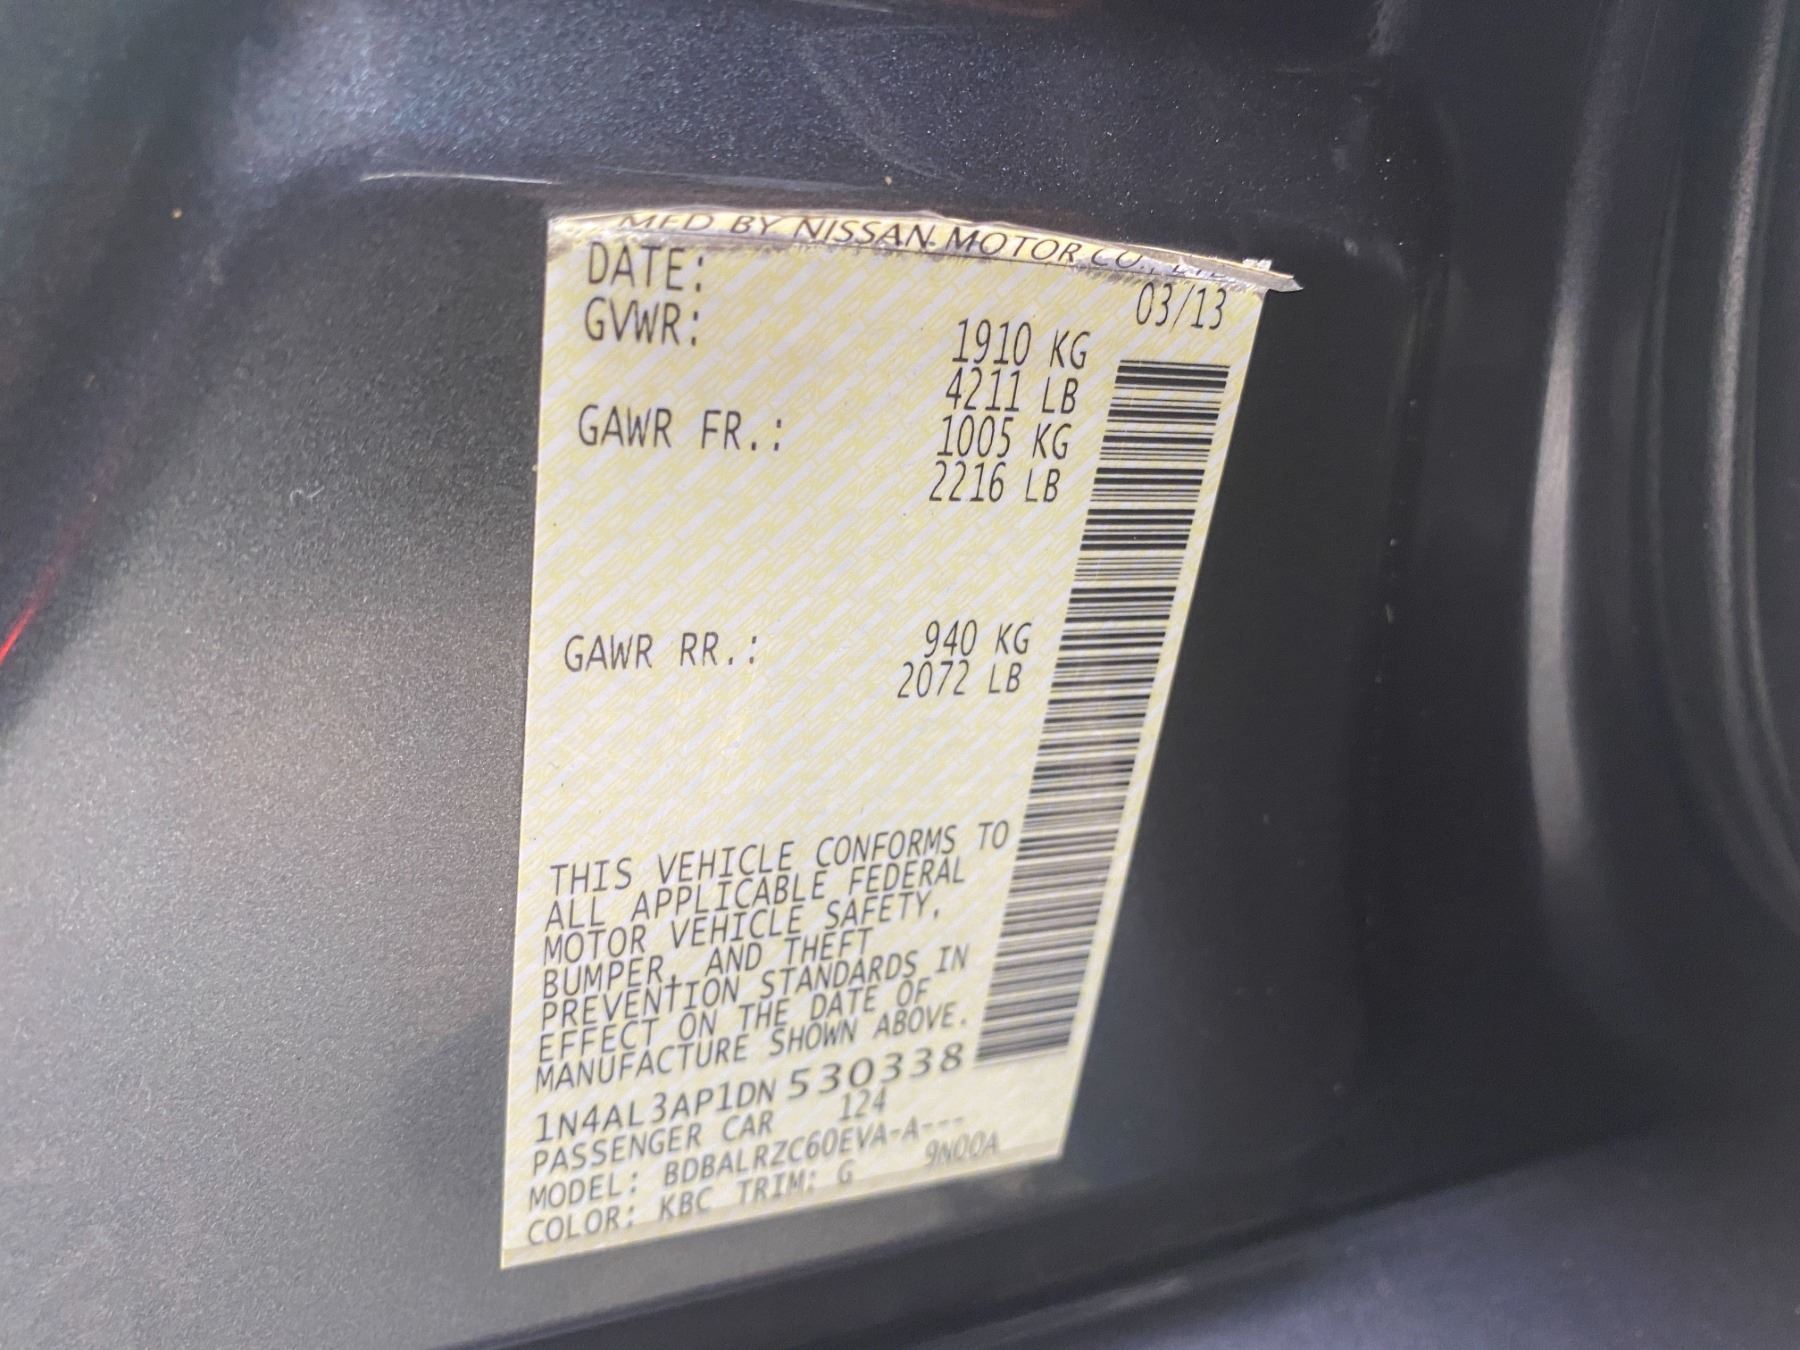 MFD BY NISSAN MOTOR CO., LTD
DATE: 03/13
GVWR: 1910 KG
4211 LB
GAWR FR.: 1005 KG
2216 LB
GAWR RR.: 940 KG
2072 LB
THIS VEHICLE CONFORMS TO
ALL APPLICABLE FEDERAL
MOTOR VEHICLE SAFETY,
BUMPER, AND THEFT
PREVENTION STANDARDS IN
EFFECT ON THE DATE OF
MANUFACTURE SHOWN ABOVE.
1N4AL3AP1DN530338
PASSENGER CAR 124
MODEL: BDBALRZC60EVA-A---
COLOR: KBC TRIM: G 9N00A